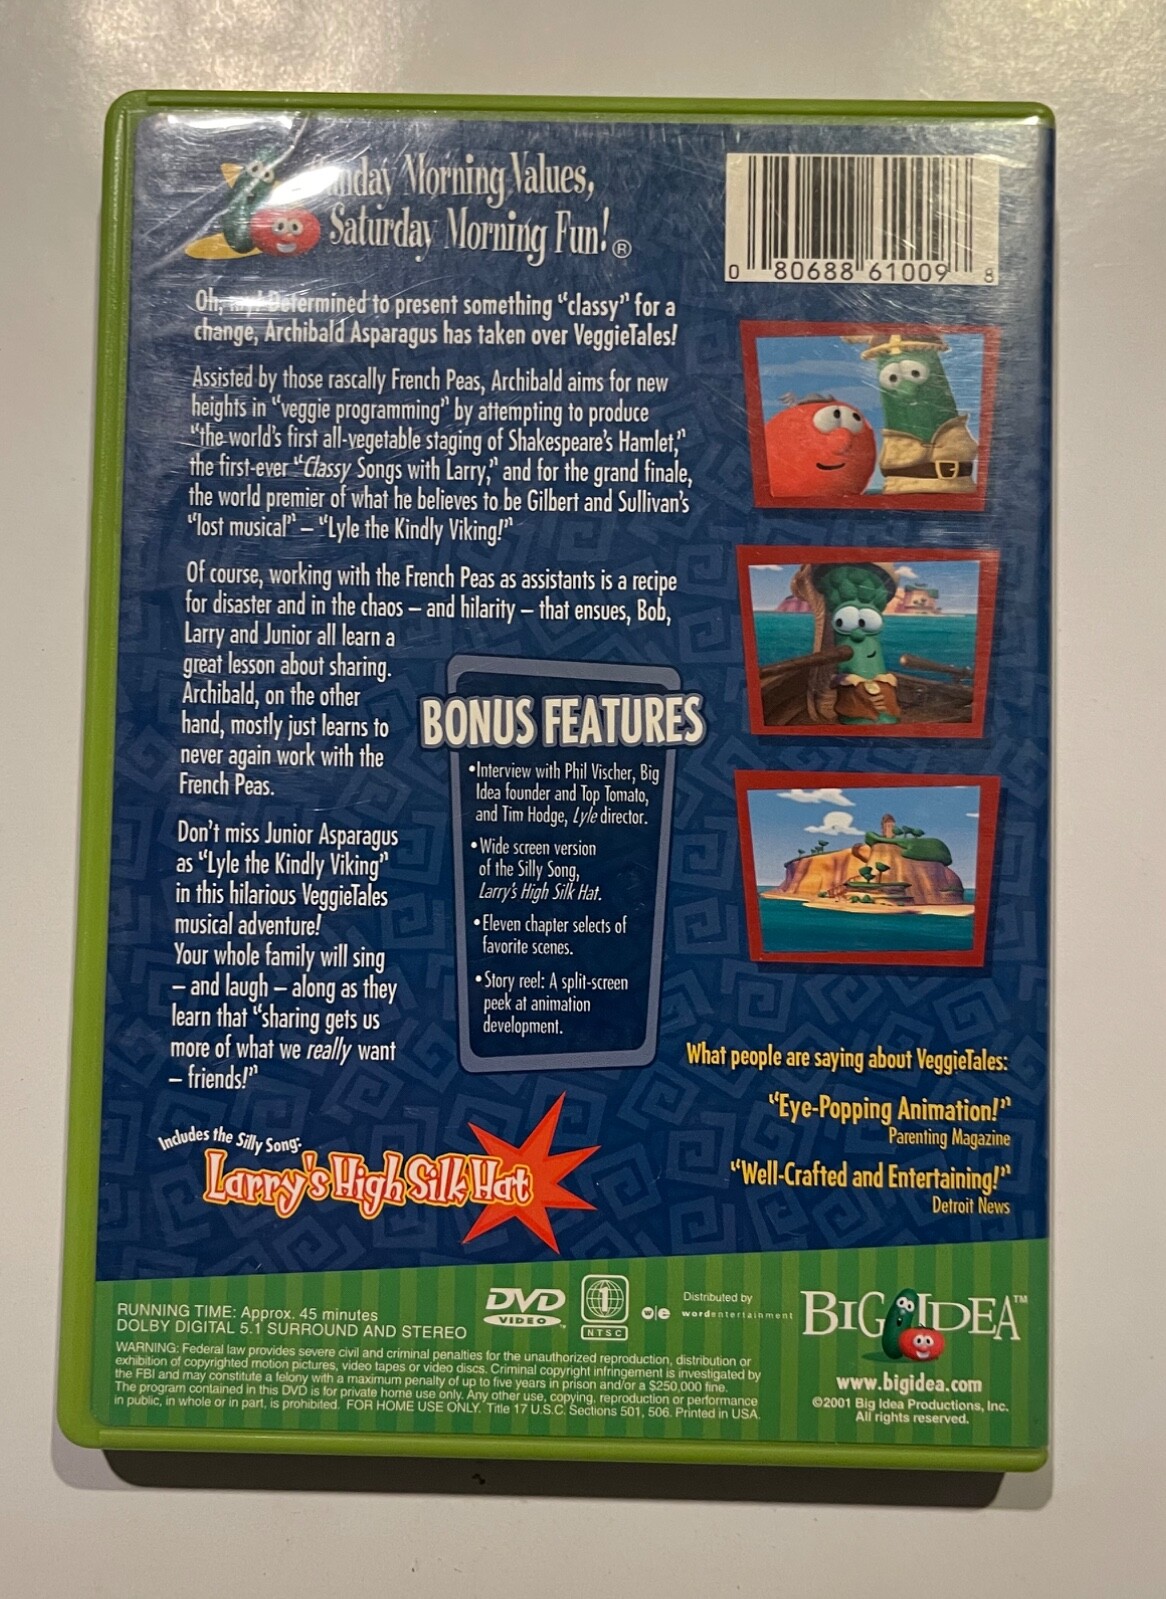 Sunday Morning Values,
Saturday Morning Fun!®
0 80688 61009 8
Oh, my! Determined to present something "classy" for a
change, Archibald Asparagus has taken over VeggieTales!
Assisted by those rascally French Peas, Archibald aims for new
heights in "veggie programming" by attempting to produce
"the world's first all-vegetable staging of Shakespeare's Hamlet,"
the first-ever "Classy Songs with Larry," and for the grand finale,
the world premier of what he believes to be Gilbert and Sullivan's
"lost musical" – "Lyle the Kindly Viking!"
Of course, working with the French Peas as assistants is a recipe
for disaster and in the chaos – and hilarity – that ensues, Bob,
Larry and Junior all learn a
great lesson about sharing.
Archibald, on the other
hand, mostly just learns to
never again work with the
French Peas.
Don't miss Junior Asparagus
as "Lyle the Kindly Viking"
in this hilarious VeggieTales
musical adventure!
Your whole family will sing
– and laugh – along as they
learn that "sharing gets us
more of what we really want
– friends!"
BONUS FEATURES
•Interview with Phil Vischer, Big
Idea founder and Top Tomato,
and Tim Hodge, Lyle director.
•Wide screen version
of the Silly Song,
Larry's High Silk Hat.
•Eleven chapter selects of
favorite scenes.
•Story reel: A split-screen
peek at animation
development.
What people are saying about VeggieTales:
"Eye-Popping Animation!"
Parenting Magazine
"Well-Crafted and Entertaining!"
Detroit News
Includes the Silly Song:
Larry's High Silk Hat
RUNNING TIME: Approx. 45 minutes
DOLBY DIGITAL 5.1 SURROUND AND STEREO
DVD
VIDEO™
1
NTSC
w|e
Distributed by
wordentertainment
BIG IDEA™
www.bigidea.com
©2001 Big Idea Productions, Inc.
All rights reserved.
WARNING: Federal law provides severe civil and criminal penalties for the unauthorized reproduction, distribution or
exhibition of copyrighted motion pictures, video tapes or video discs. Criminal copyright infringement is investigated by
the FBI and may constitute a felony with a maximum penalty of up to five years in prison and/or a $250,000 fine.
The program contained in this DVD is for private home use only. Any other use, copying, reproduction or performance
in public, in whole or in part, is prohibited. FOR HOME USE ONLY. Title 17 U.S.C. Sections 501, 506. Printed in USA.